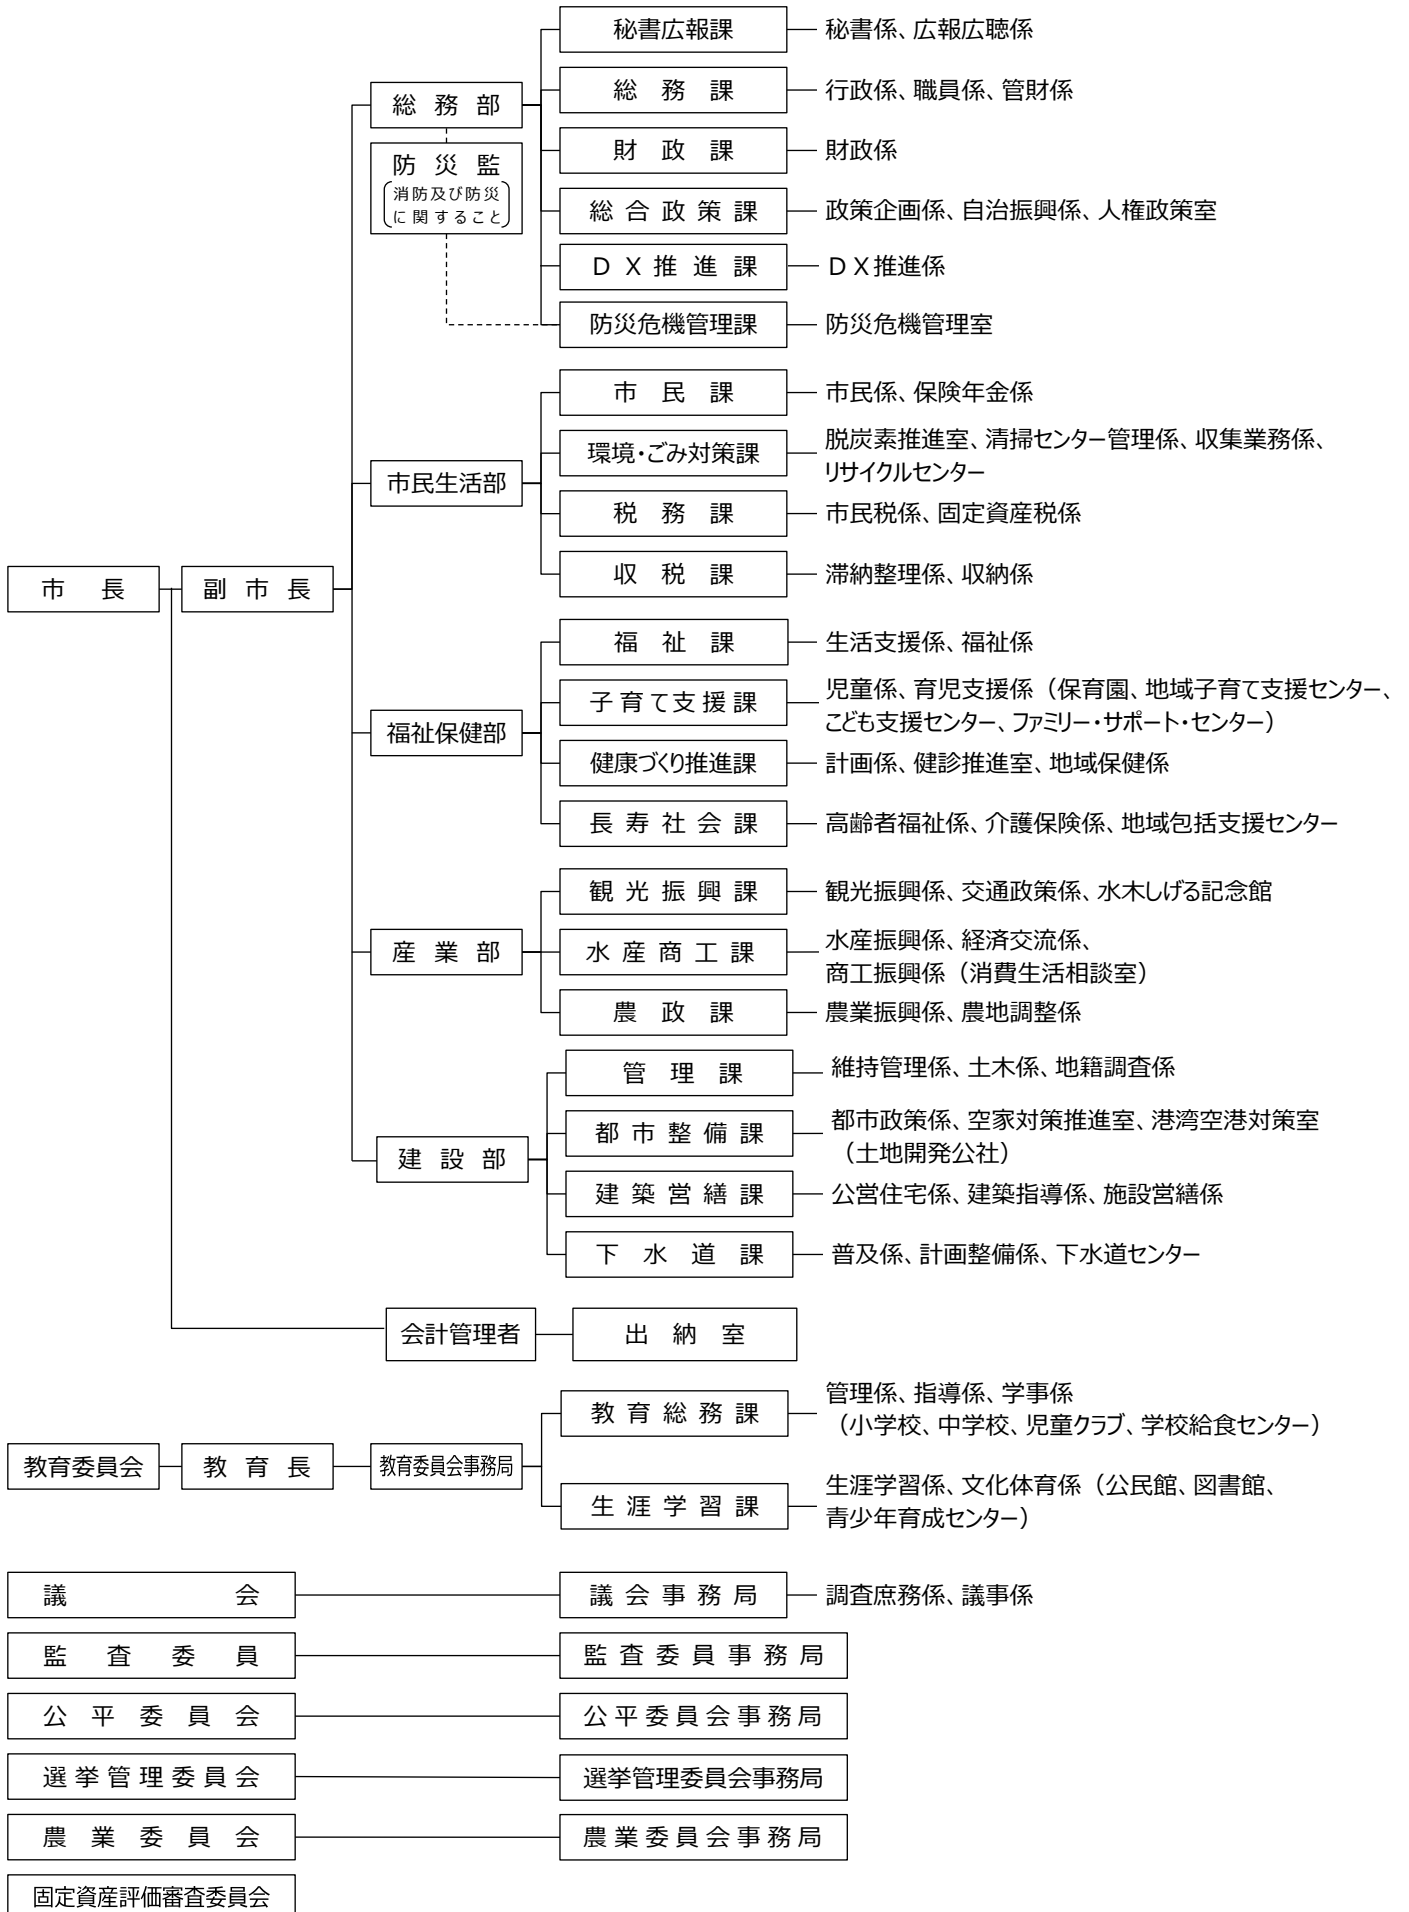 秘書広報課 秘書係、広報広聴係
総務部
総務課 行政係、職員係、管財係
防災監
(消防及び防災
に関すること)
財政課 財政係
総合政策課 政策企画係、自治振興係、人権政策室
DX推進課 DX推進係
防災危機管理課 防災危機管理室
市民課 市民係、保険年金係
市民生活部
環境・ごみ対策課 脱炭素推進室、清掃センター管理係、収集業務係、
リサイクルセンター
税務課 市民税係、固定資産税係
収税課 滞納整理係、収納係
市長 副市長
福祉課 生活支援係、福祉係
福祉保健部
子育て支援課 児童係、育児支援係(保育園、地域子育て支援センター、
こども支援センター、ファミリー・サポート・センター)
健康づくり推進課 計画係、健診推進室、地域保健係
長寿社会課 高齢者福祉係、介護保険係、地域包括支援センター
観光振興課 観光振興係、交通政策係、水木しげる記念館
産業部
水産商工課 水産振興係、経済交流係、
商工振興係(消費生活相談室)
農政課 農業振興係、農地調整係
管理課 維持管理係、土木係、地籍調査係
建設部
都市整備課 都市政策係、空家対策推進室、港湾空港対策室
(土地開発公社)
建築営繕課 公営住宅係、建築指導係、施設営繕係
下水道課 普及係、計画整備係、下水道センター
会計管理者 出納室
教育総務課 管理係、指導係、学事係
(小学校、中学校、児童クラブ、学校給食センター)
教育委員会 教育長 教育委員会事務局
生涯学習課 生涯学習係、文化体育係(公民館、図書館、
青少年育成センター)
議会 議会事務局 調査庶務係、議事係
監査委員 監査委員事務局
公平委員会 公平委員会事務局
選挙管理委員会 選挙管理委員会事務局
農業委員会 農業委員会事務局
固定資産評価審査委員会